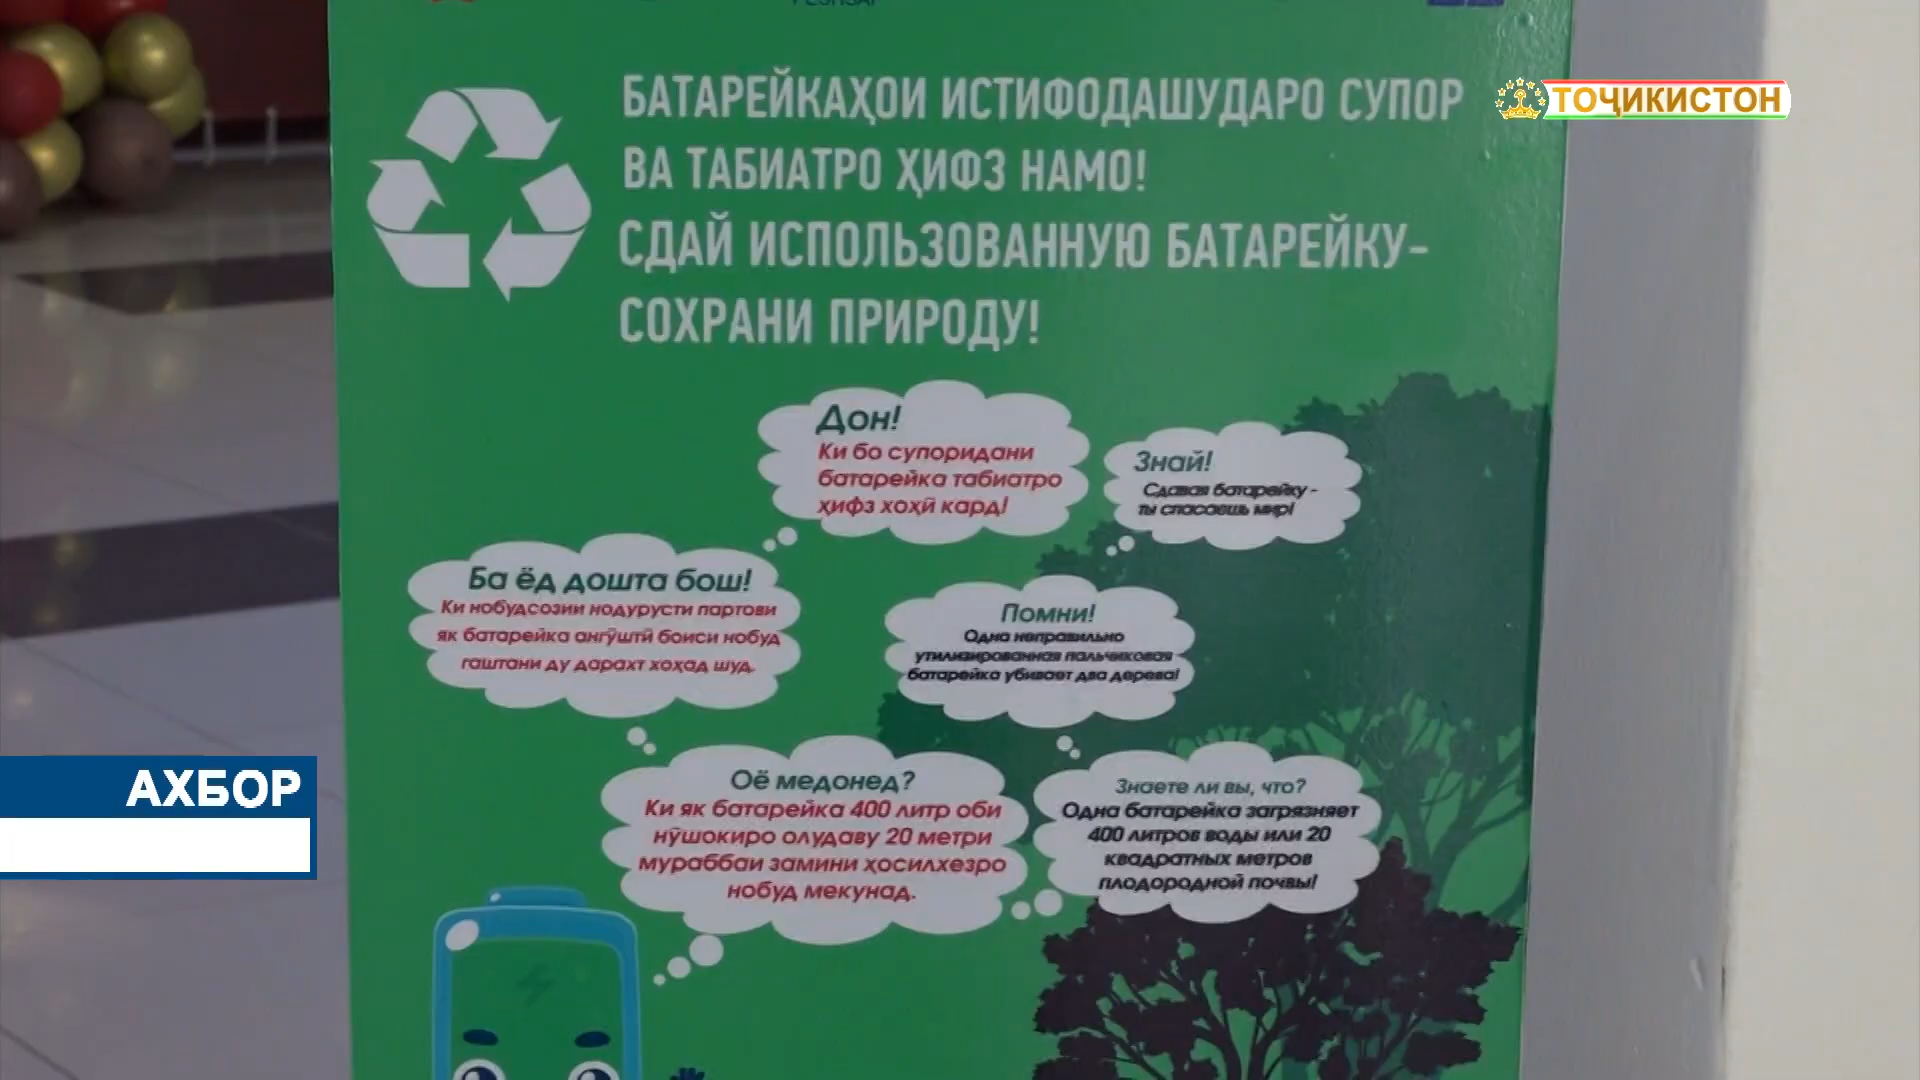 ТОҶИКИСТОН
БАТАРЕЙКАҲОИ ИСТИФОДАШУДАРО СУПОР
ВА ТАБИАТРО ҲИФЗ НАМО!
СДАЙ ИСПОЛЬЗОВАННУЮ БАТАРЕЙКУ-
СОХРАНИ ПРИРОДУ!
Дон!
Ки бо супоридани
батарейка табиатро
ҳифз хоҳӣ кард!
Знай!
Сдавая батарейку -
ты спасаешь мир!
Ба ёд дошта бош!
Ки нобудсозии нодурусти партови
як батарейка ангӯштӣ боиси нобуд
гаштани ду дарахт хоҳад шуд.
Помни!
Одна неправильно
утилизированная пальчиковая
батарейка убивает два дерева!
Оё медонед?
Ки як батарейка 400 литр оби
нӯшокиро олудаву 20 метри
мураббаи замини ҳосилхезро
нобуд мекунад.
Знаете ли вы, что?
Одна батарейка загрязняет
400 литров воды или 20
квадратных метров
плодородной почвы!
АХБОР